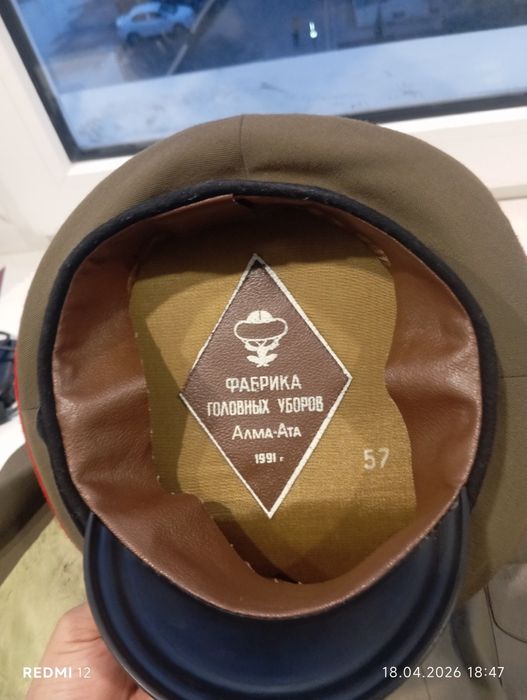 ФАБРИКА
ГОЛОВНЫХ УБОРОВ
АЛМА-АТА
1991 г
57
REDMI 12
18.04.2026 18:47